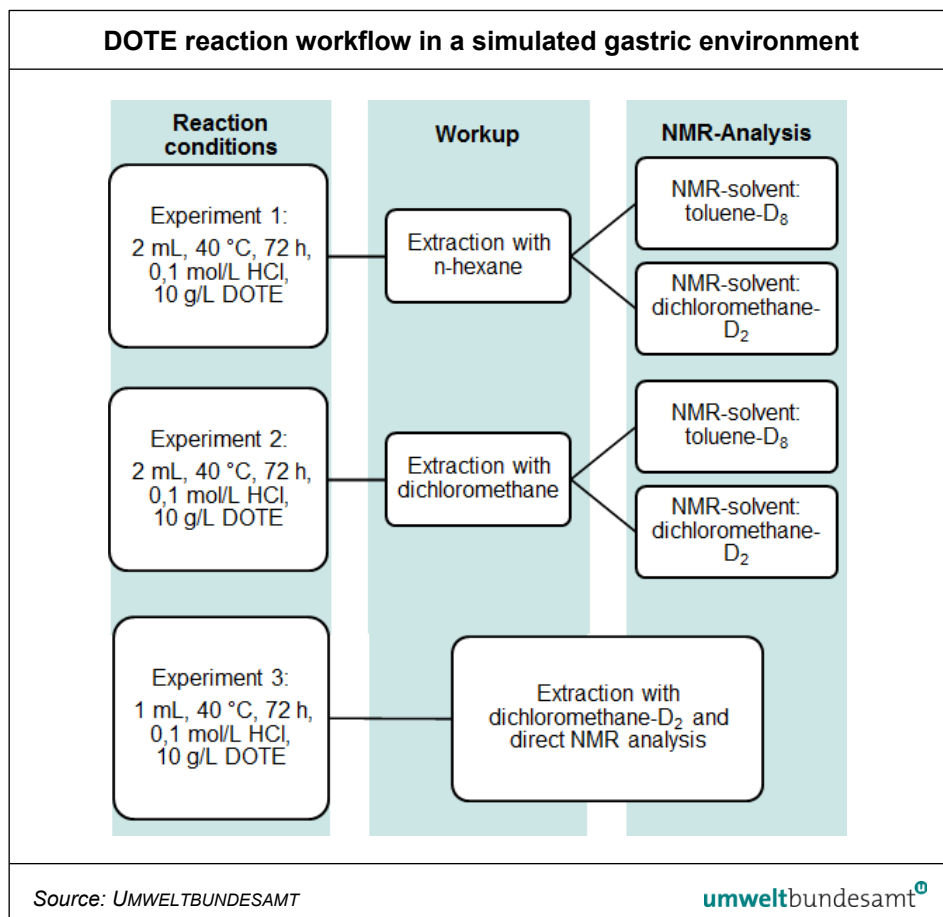 DOTE reaction workflow in a simulated gastric environment
Reaction
conditions
Workup
NMR-Analysis
Experiment 1:
2 mL, 40 °C, 72 h,
0,1 mol/L HCl,
10 g/L DOTE
Extraction with
n-hexane
NMR-solvent:
toluene-D₈
NMR-solvent:
dichloromethane-
D₂
Experiment 2:
2 mL, 40 °C, 72 h,
0,1 mol/L HCl,
10 g/L DOTE
Extraction with
dichloromethane
NMR-solvent:
toluene-D₈
NMR-solvent:
dichloromethane-
D₂
Experiment 3:
1 mL, 40 °C, 72 h,
0,1 mol/L HCl,
10 g/L DOTE
Extraction with
dichloromethane-D₂ and
direct NMR analysis
Source: UMWELTBUNDESAMT
umweltbundesamt u